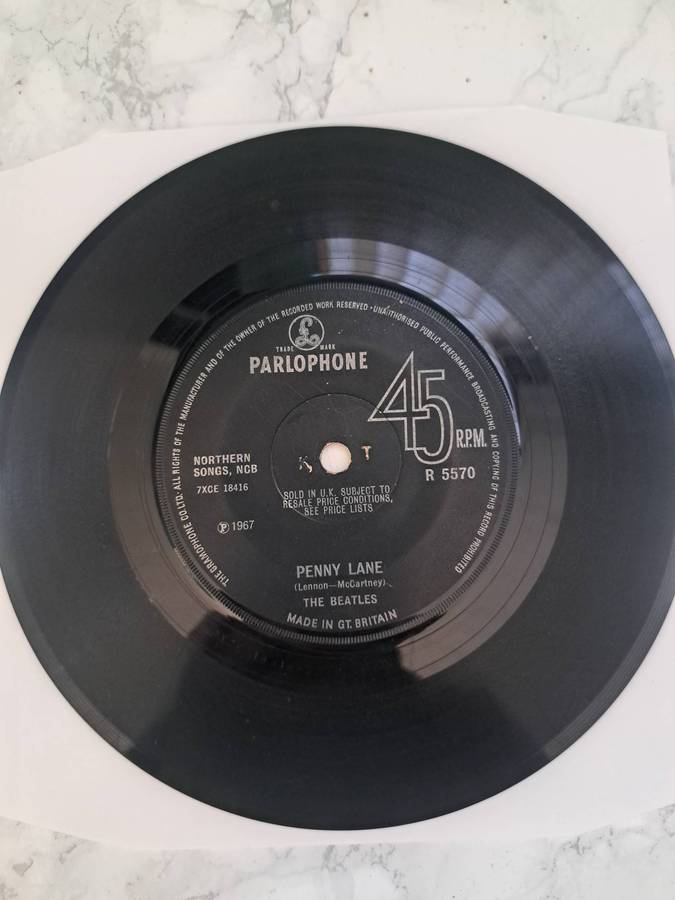 THE GRAMOPHONE CO. LTD. ALL RIGHTS OF THE MANUFACTURER AND OF THE OWNER OF THE RECORDED WORK RESERVED • UNAUTHORISED PUBLIC PERFORMANCE BROADCASTING AND COPYING OF THIS RECORD PROHIBITED
£
TRADE MARK
PARLOPHONE
45
R.P.M.
R 5570
NORTHERN
SONGS, NCB
7XCE 18416
K T
SOLD IN U.K. SUBJECT TO
RESALE PRICE CONDITIONS,
SEE PRICE LISTS
℗ 1967
PENNY LANE
(Lennon—McCartney)
THE BEATLES
MADE IN GT. BRITAIN